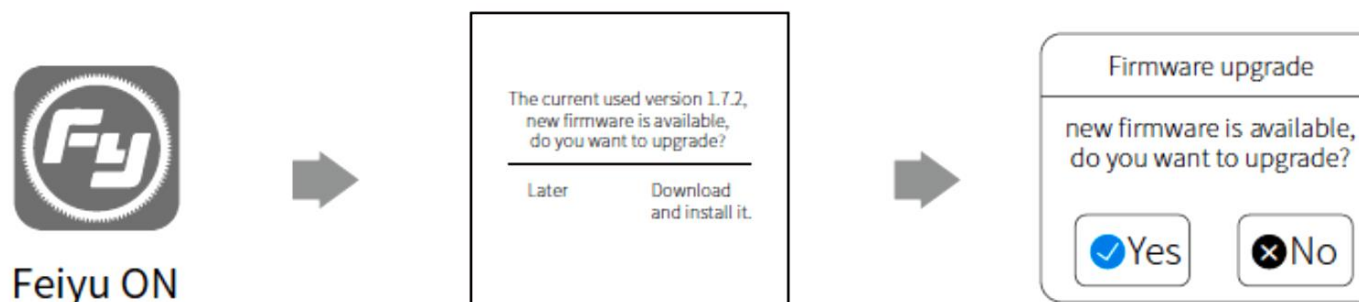 Fy
Feiyu ON
The current used version 1.7.2,
new firmware is available,
do you want to upgrade?
Later
Download
and install it.
Firmware upgrade
new firmware is available,
do you want to upgrade?
Yes
No